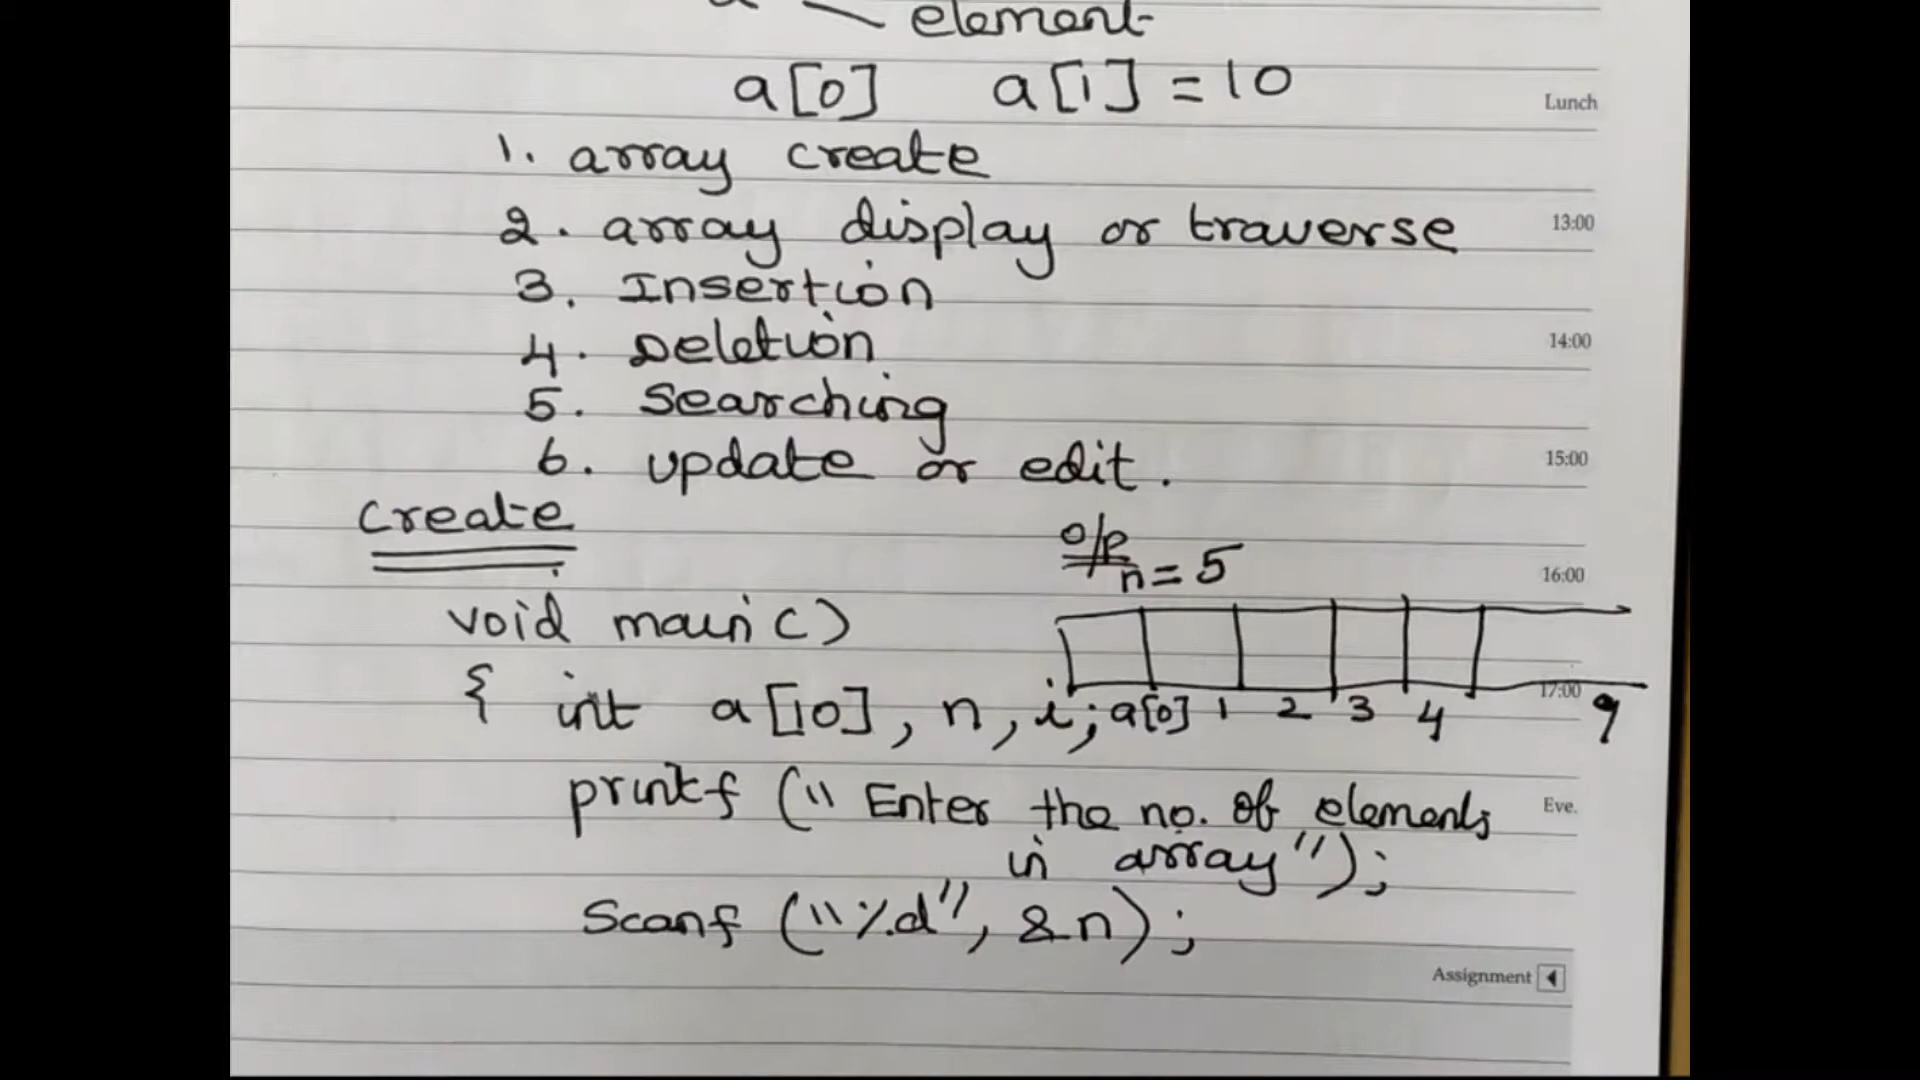 element
a[0] a[1] = 10
Lunch
1. array create
2. array display or traverse
13:00
3. Insertion
4. Deletion
14:00
5. Searching
6. update or edit.
15:00
create
o/p
n = 5
16:00
void main()
{ int a[10], n, i;
a[0] 1 2 3 4 9
17:00
printf ("Enter the no. of elements
in array");
Eve.
Scanf ("%d", &n);
Assignment